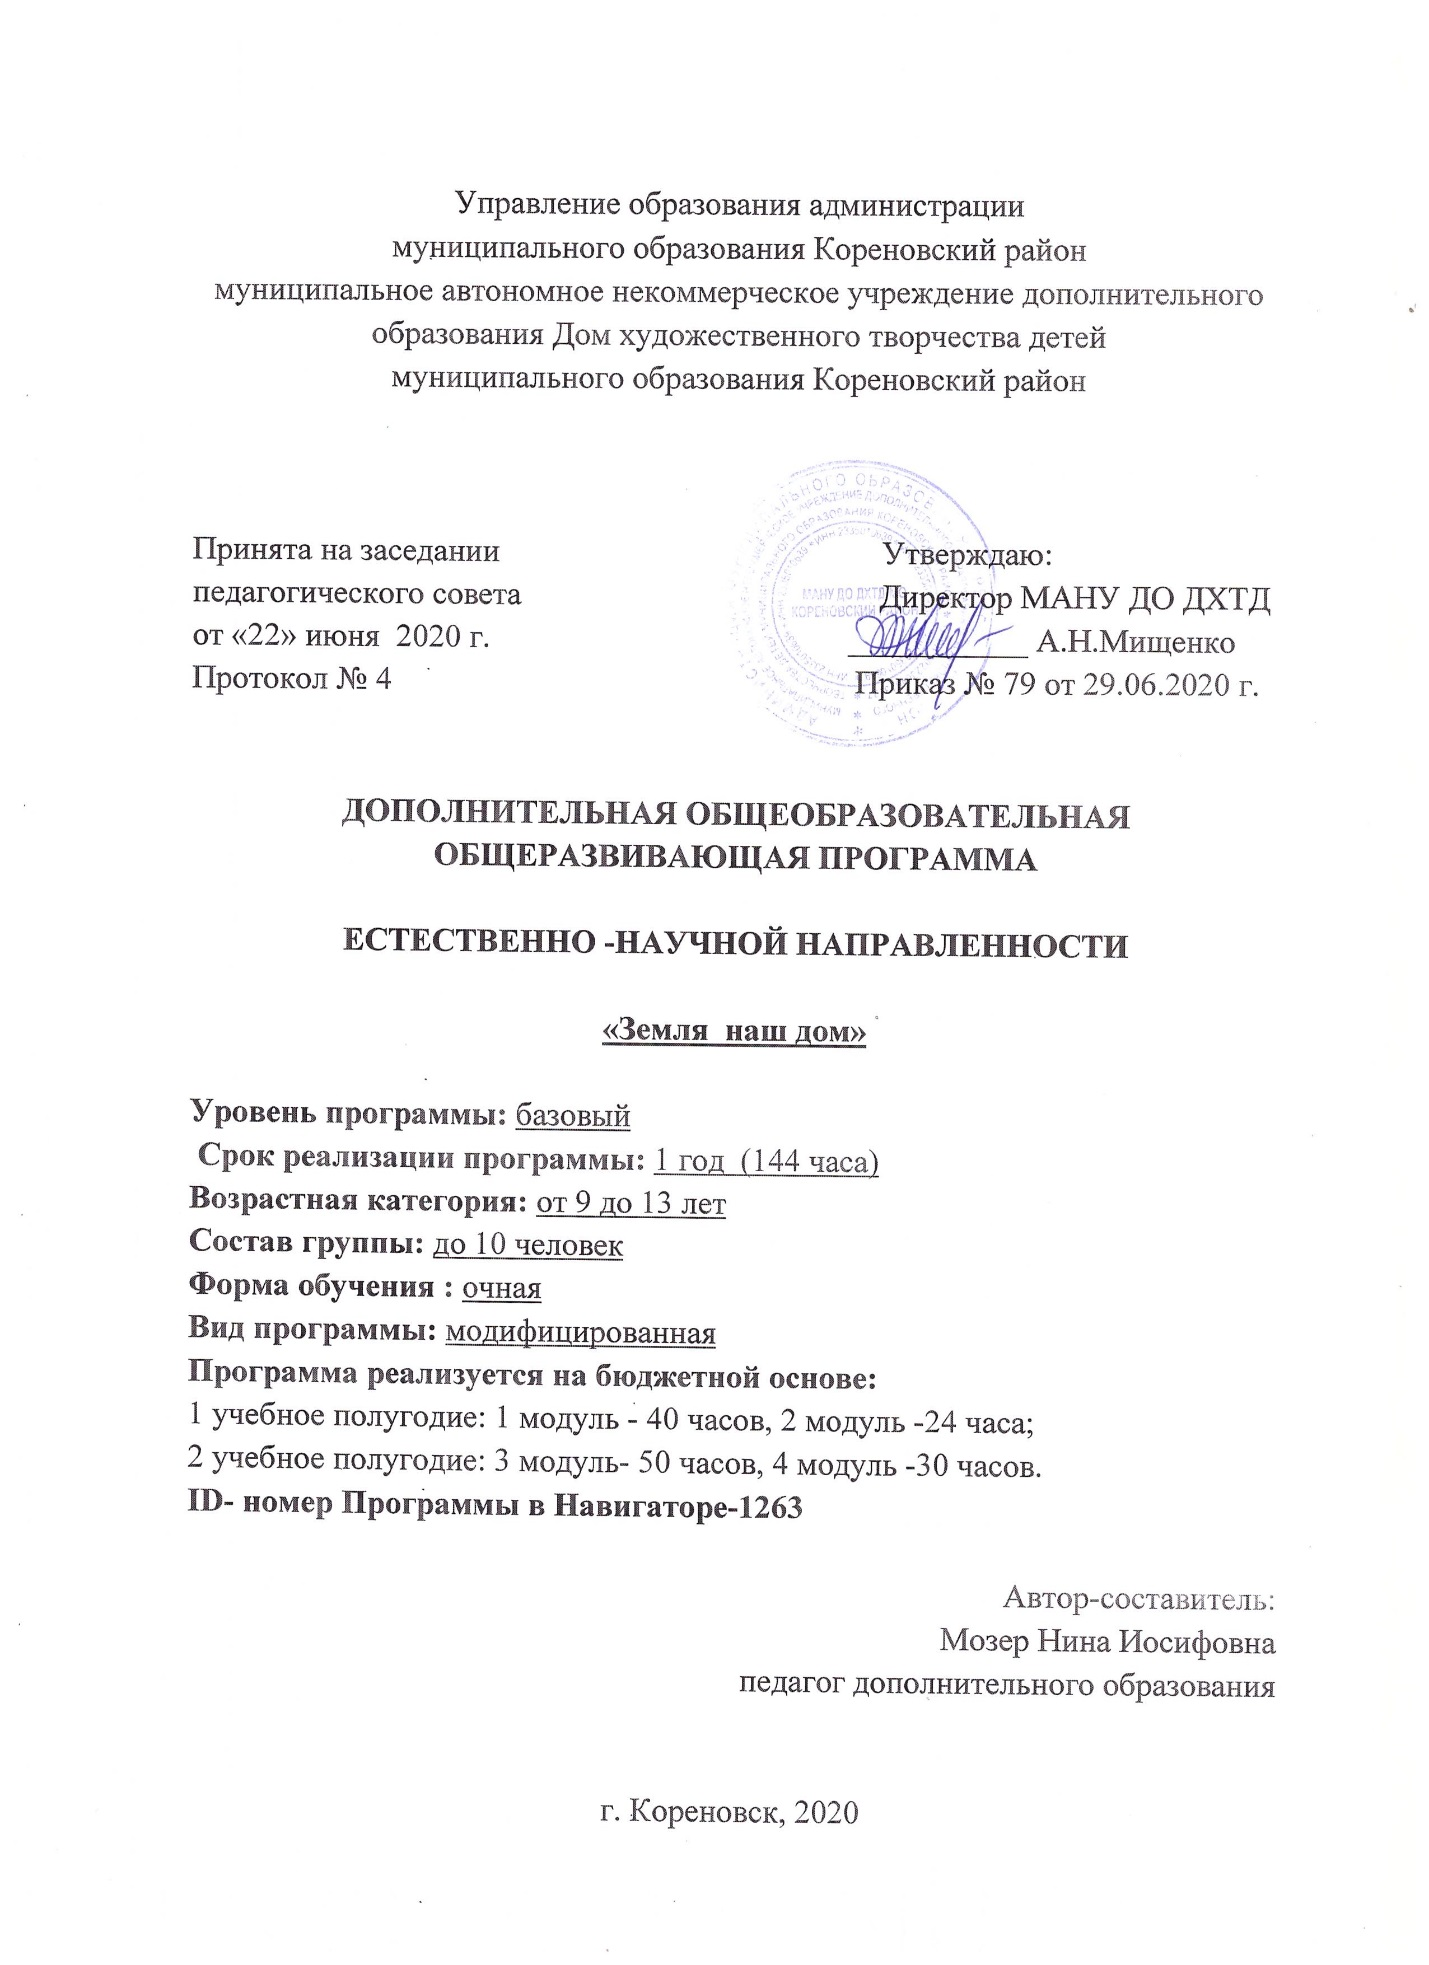 Управление образования администрации
муниципального образования Кореновский район
муниципальное автономное некоммерческое учреждение дополнительного
образования Дом художественного творчества детей
муниципального образования Кореновский район
Принята на заседании
педагогического совета
от «22» июня 2020 г.
Протокол № 4
Утверждаю:
Директор МАНУ ДО ДХТД
____________ А.Н.Мищенко
Приказ № 79 от 29.06.2020 г.
МАНУ ДО ДХТД
КОРЕНОВСКИЙ
ДОПОЛНИТЕЛЬНАЯ ОБЩЕОБРАЗОВАТЕЛЬНАЯ
ОБЩЕРАЗВИВАЮЩАЯ ПРОГРАММА
ЕСТЕСТВЕННО -НАУЧНОЙ НАПРАВЛЕННОСТИ
«Земля наш дом»
Уровень программы: базовый
Срок реализации программы: 1 год (144 часа)
Возрастная категория: от 9 до 13 лет
Состав группы: до 10 человек
Форма обучения : очная
Вид программы: модифицированная
Программа реализуется на бюджетной основе:
1 учебное полугодие: 1 модуль - 40 часов, 2 модуль -24 часа;
2 учебное полугодие: 3 модуль- 50 часов, 4 модуль -30 часов.
ID- номер Программы в Навигаторе-1263
Автор-составитель:
Мозер Нина Иосифовна
педагог дополнительного образования
г. Кореновск, 2020